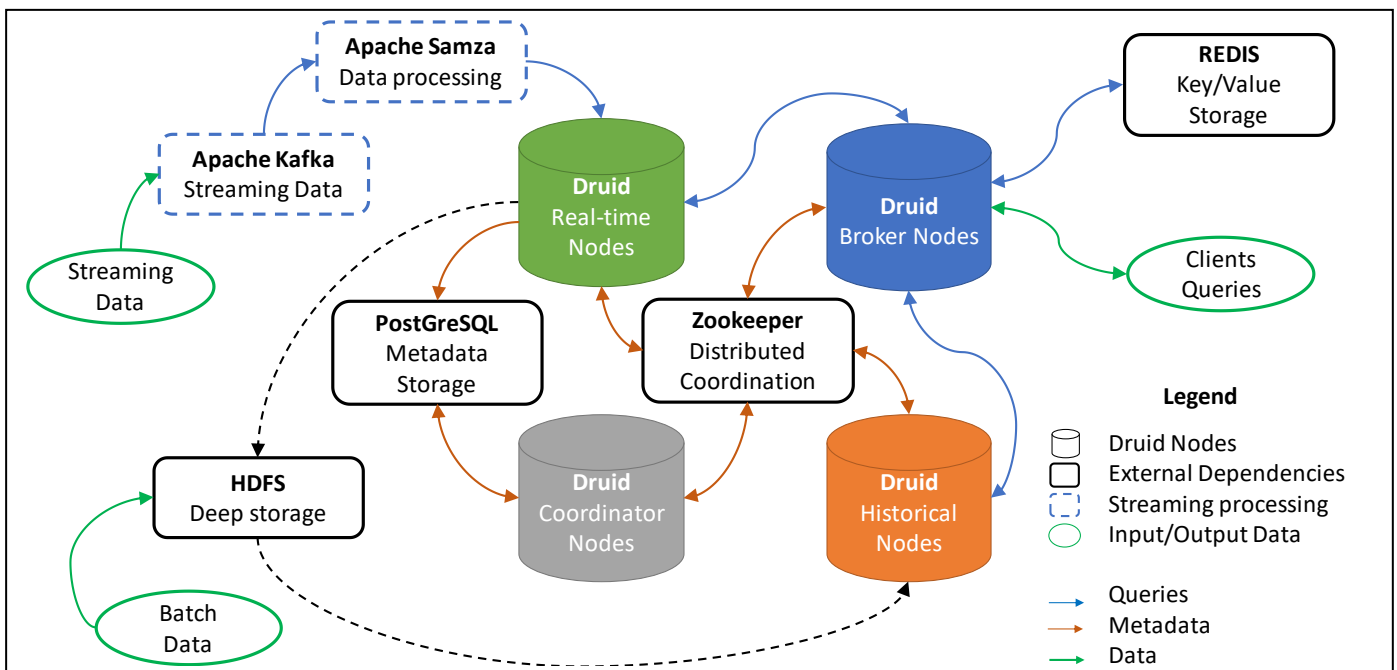 Apache Samza
Data processing
REDIS
Key/Value
Storage
Apache Kafka
Streaming Data
Druid
Real-time
Nodes
Druid
Broker Nodes
Streaming
Data
Clients
Queries
PostGreSQL
Metadata
Storage
Zookeeper
Distributed
Coordination
HDFS
Deep storage
Druid
Coordinator
Nodes
Druid
Historical
Nodes
Batch
Data
Legend
Druid Nodes
External Dependencies
Streaming processing
Input/Output Data
Queries
Metadata
Data